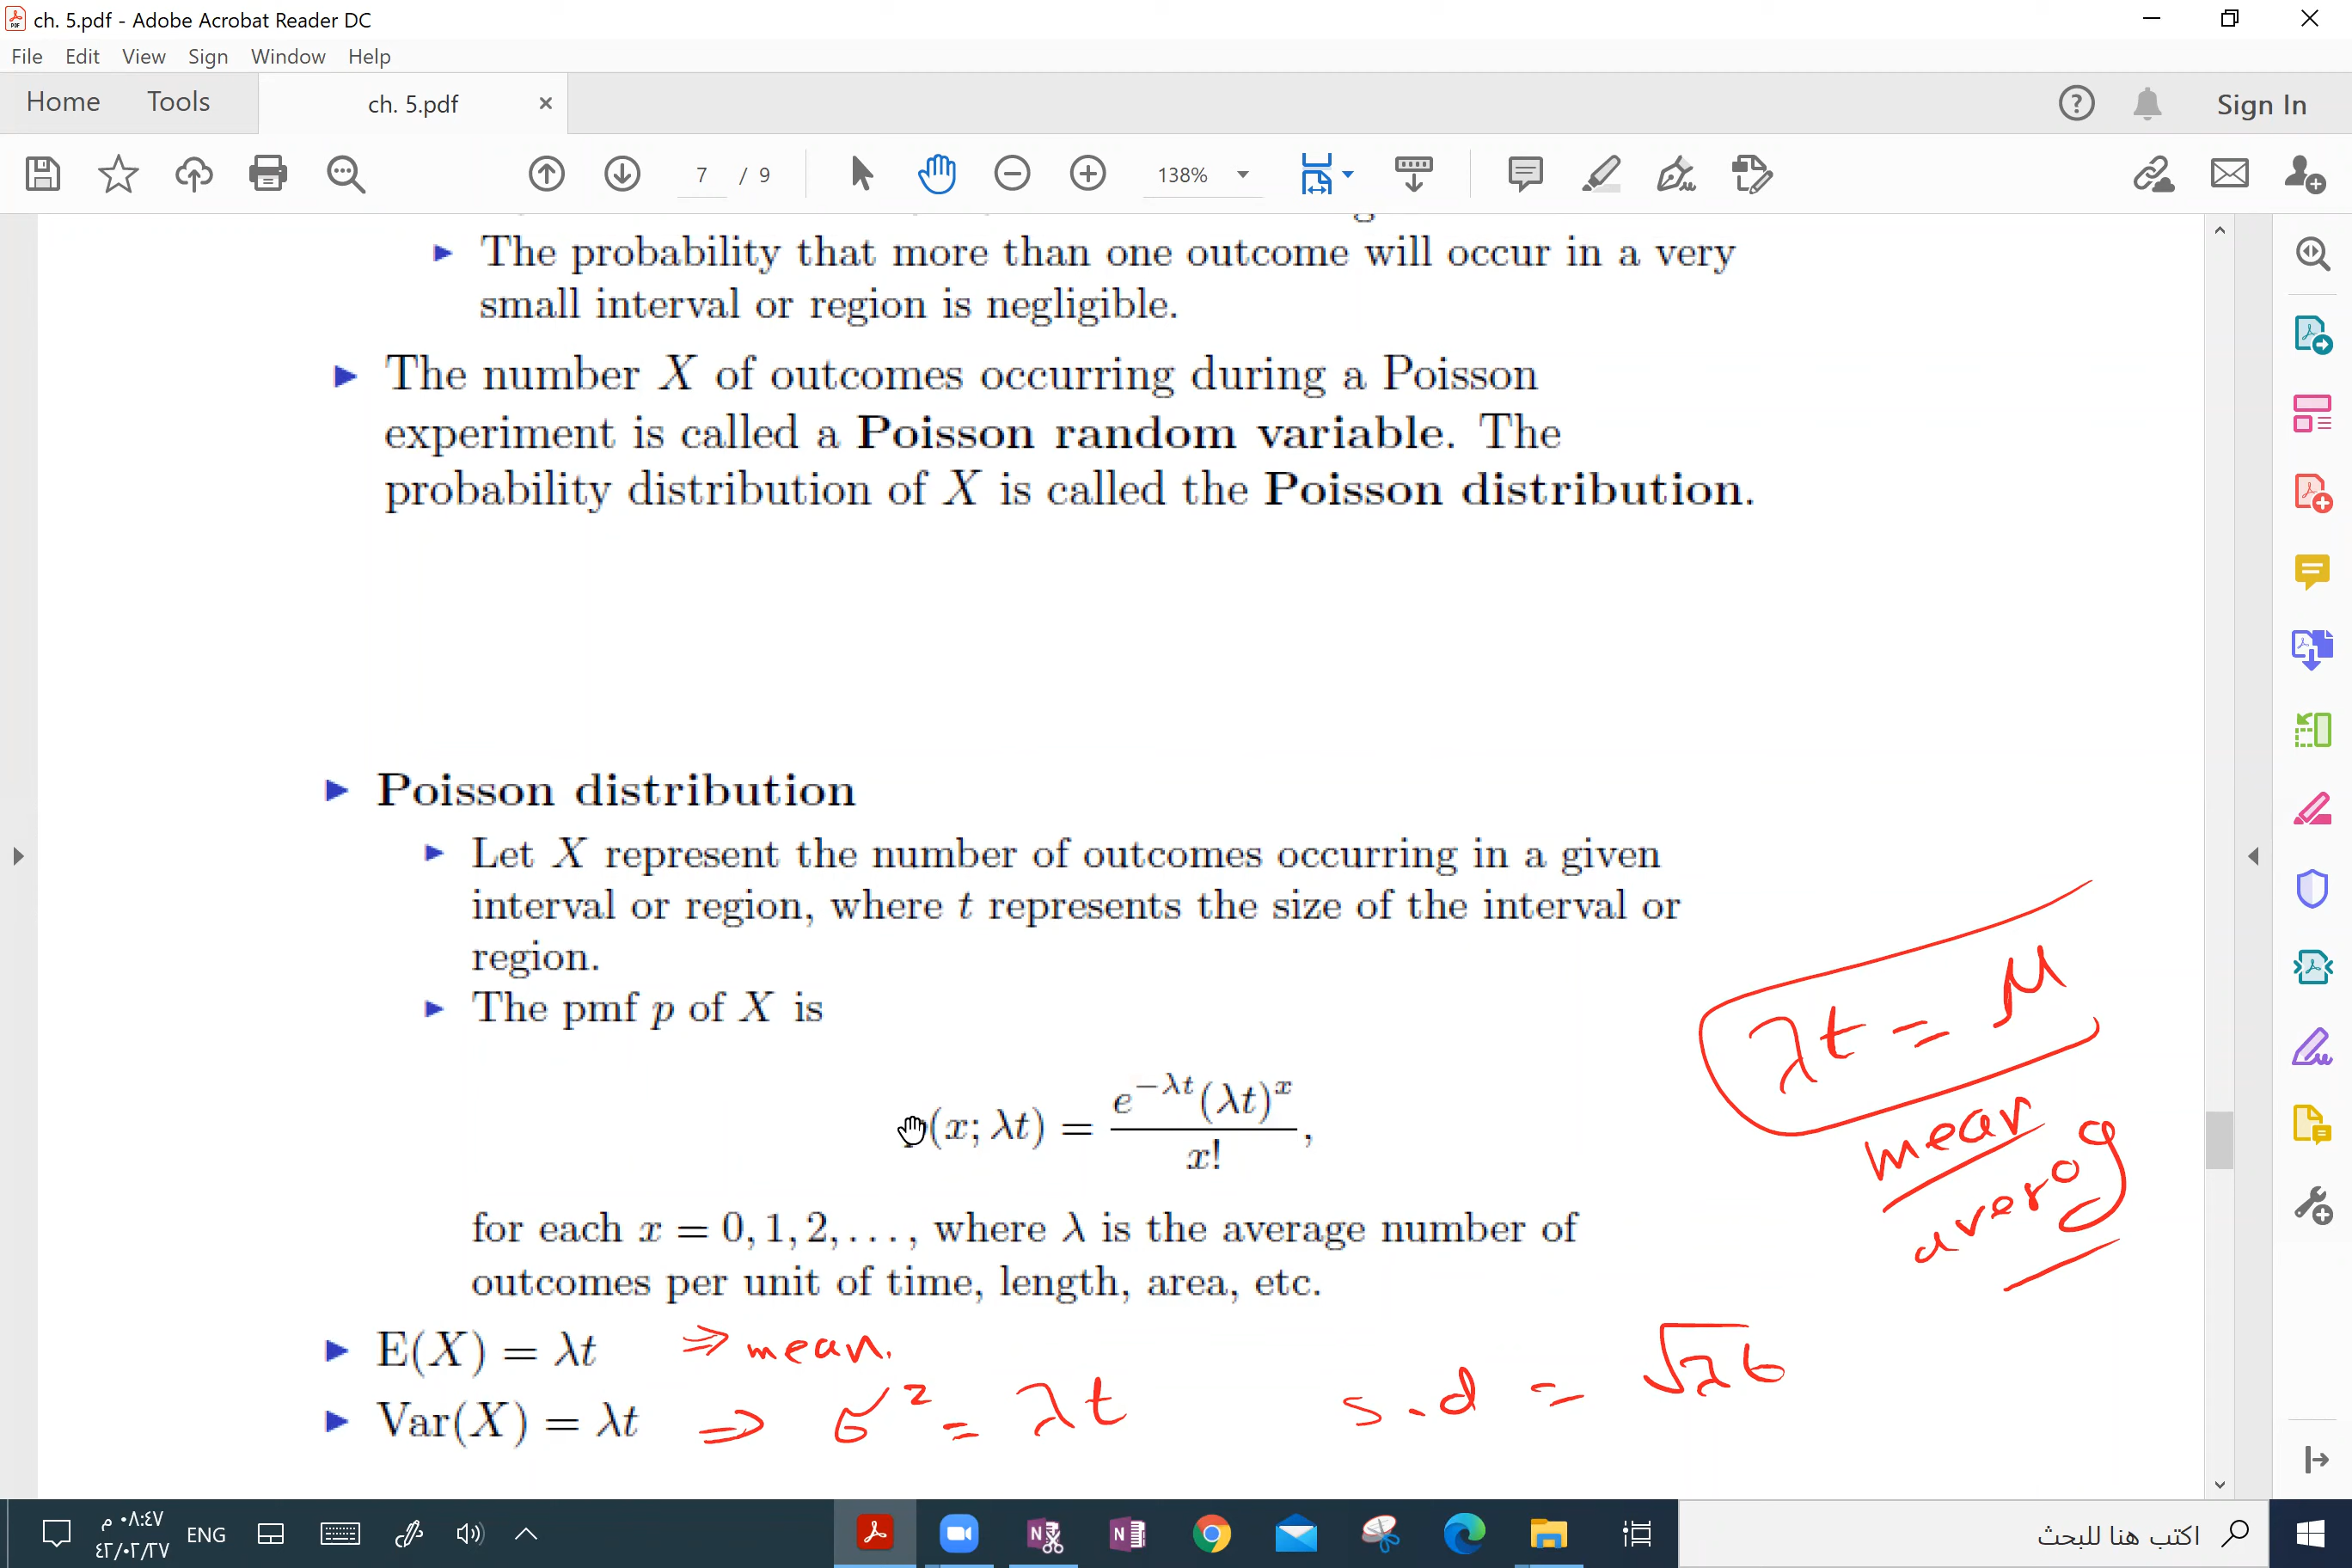 ch. 5.pdf - Adobe Acrobat Reader DC
File Edit View Sign Window Help
Home Tools ch. 5.pdf Sign In
7 / 9 138%
The probability that more than one outcome will occur in a very
small interval or region is negligible.
The number X of outcomes occurring during a Poisson
experiment is called a Poisson random variable. The
probability distribution of X is called the Poisson distribution.
Poisson distribution
Let X represent the number of outcomes occurring in a given
interval or region, where t represents the size of the interval or
region.
The pmf p of X is
λt = μ
mean
averag
(x; λt) = e^{-λt}(λt)^x / x! ,
for each x = 0, 1, 2, . . . , where λ is the average number of
outcomes per unit of time, length, area, etc.
E(X) = λt ⇒ mean.
Var(X) = λt ⇒ σ² = λt s.d = √λt
٠٨:٤٧ م
٤٢/٠٢/٢٧
ENG
اكتب هنا للبحث